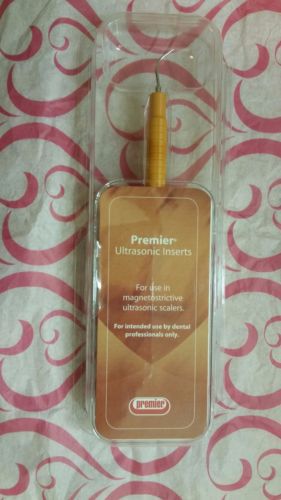 Premier®
Ultrasonic Inserts
For use in
magnetostrictive
ultrasonic scalers.
For intended use by dental
professionals only.
premier